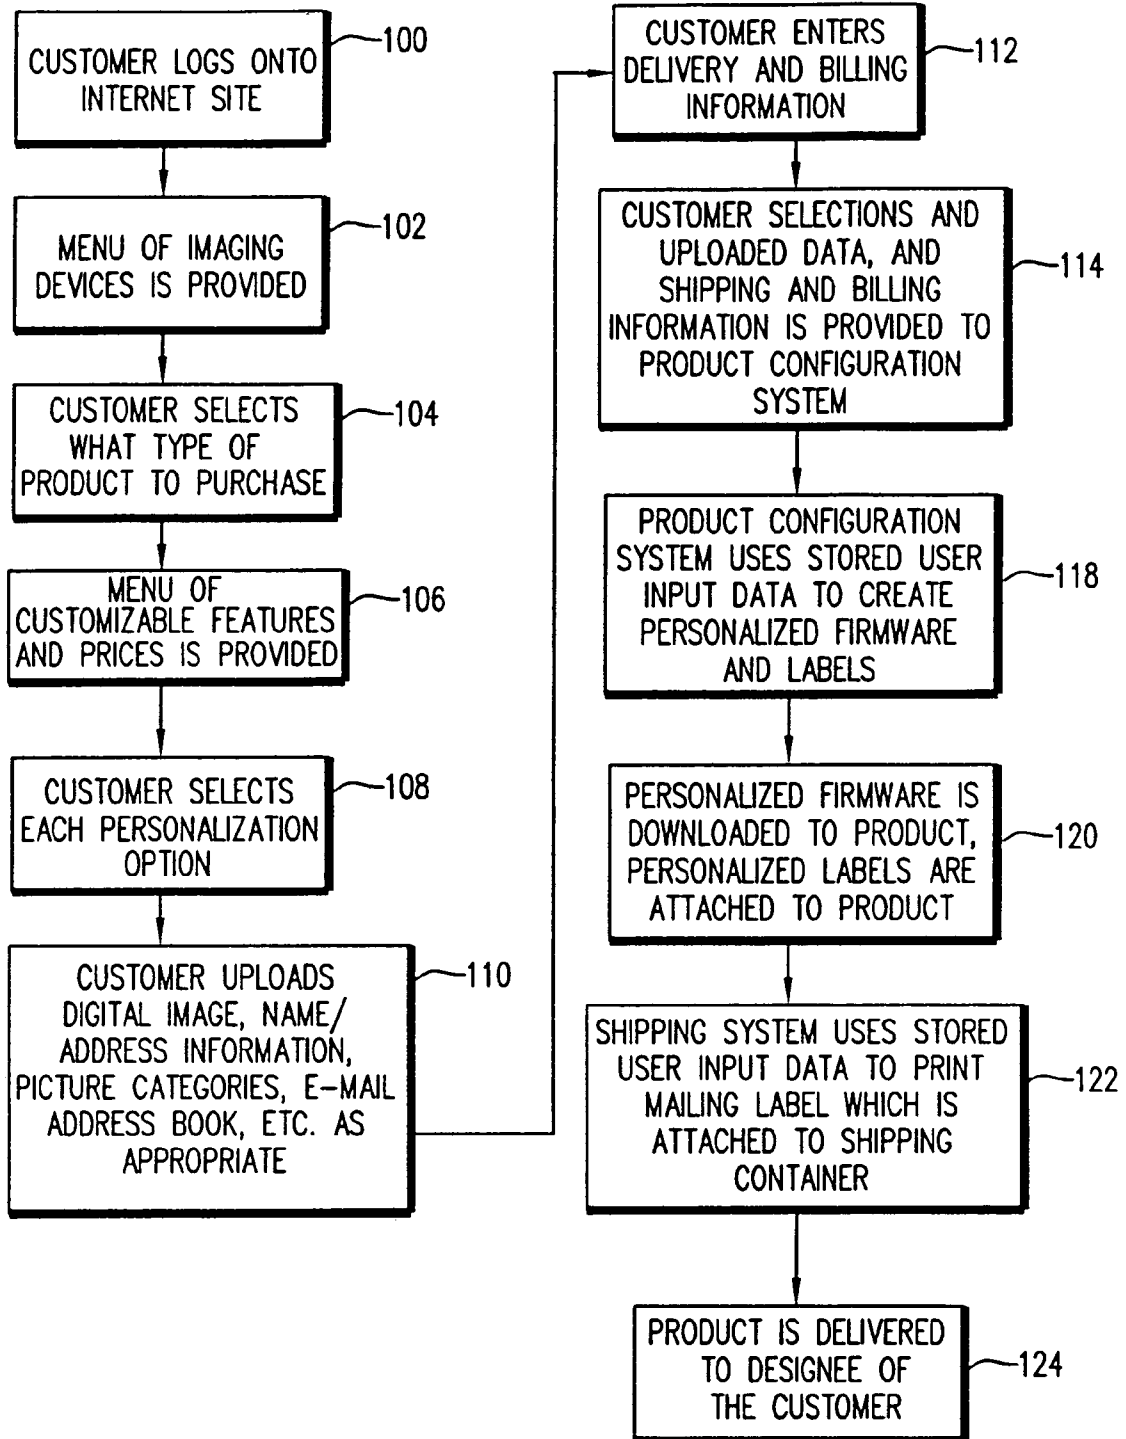 CUSTOMER LOGS ONTO
INTERNET SITE
100
MENU OF IMAGING
DEVICES IS PROVIDED
102
CUSTOMER SELECTS
WHAT TYPE OF
PRODUCT TO PURCHASE
104
MENU OF
CUSTOMIZABLE FEATURES
AND PRICES IS PROVIDED
106
CUSTOMER SELECTS
EACH PERSONALIZATION
OPTION
108
CUSTOMER UPLOADS
DIGITAL IMAGE, NAME/
ADDRESS INFORMATION,
PICTURE CATEGORIES, E-MAIL
ADDRESS BOOK, ETC. AS
APPROPRIATE
110
CUSTOMER ENTERS
DELIVERY AND BILLING
INFORMATION
112
CUSTOMER SELECTIONS AND
UPLOADED DATA, AND
SHIPPING AND BILLING
INFORMATION IS PROVIDED TO
PRODUCT CONFIGURATION
SYSTEM
114
PRODUCT CONFIGURATION
SYSTEM USES STORED USER
INPUT DATA TO CREATE
PERSONALIZED FIRMWARE
AND LABELS
118
PERSONALIZED FIRMWARE IS
DOWNLOADED TO PRODUCT,
PERSONALIZED LABELS ARE
ATTACHED TO PRODUCT
120
SHIPPING SYSTEM USES STORED
USER INPUT DATA TO PRINT
MAILING LABEL WHICH IS
ATTACHED TO SHIPPING
CONTAINER
122
PRODUCT IS DELIVERED
TO DESIGNEE OF
THE CUSTOMER
124